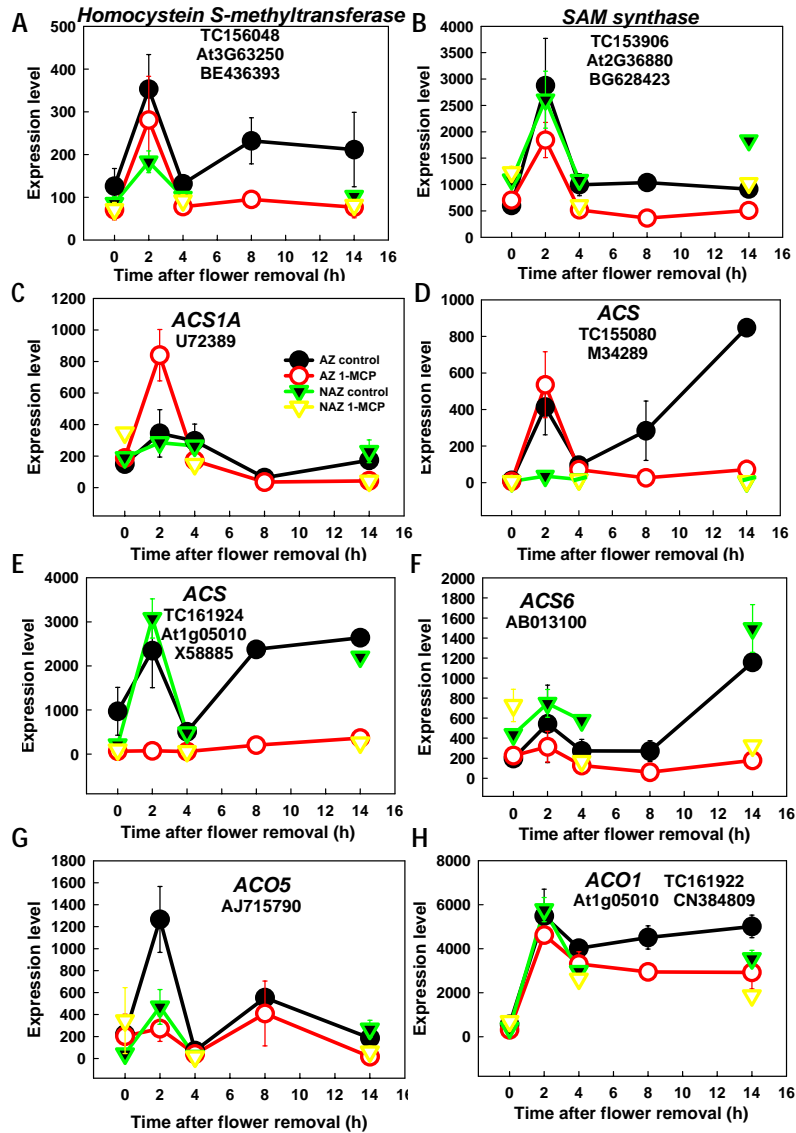 A
Homocystein S-methyltransferase
TC156048
At3G63250
BE436393
Expression level
500
400
300
200
100
0
0 2 4 6 8 10 12 14 16
Time after flower removal (h)
B
SAM synthase
TC153906
At2G36880
BG628423
Expression level
4000
3500
3000
2500
2000
1500
1000
500
0
0 2 4 6 8 10 12 14 16
Time after flower removal (h)
C
ACS1A
U72389
AZ control
AZ 1-MCP
NAZ control
NAZ 1-MCP
Expression level
1200
1000
800
600
400
200
0
0 2 4 6 8 10 12 14 16
Time after flower removal (h)
D
ACS
TC155080
M34289
Expression level
1000
800
600
400
200
0
0 2 4 6 8 10 12 14 16
Time after flower removal (h)
E
ACS
TC161924
At1g05010
X58885
Expression level
4000
3000
2000
1000
0
0 2 4 6 8 10 12 14 16
Time after flower removal (h)
F
ACS6
AB013100
Expression level
2000
1800
1600
1400
1200
1000
800
600
400
200
0
0 2 4 6 8 10 12 14 16
Time after flower removal (h)
G
ACO5
AJ715790
Expression level
1800
1600
1400
1200
1000
800
600
400
200
0
0 2 4 6 8 10 12 14 16
Time after flower removal (h)
H
ACO1 TC161922
At1g05010 CN384809
Expression level
8000
6000
4000
2000
0
0 2 4 6 8 10 12 14 16
Time after flower removal (h)